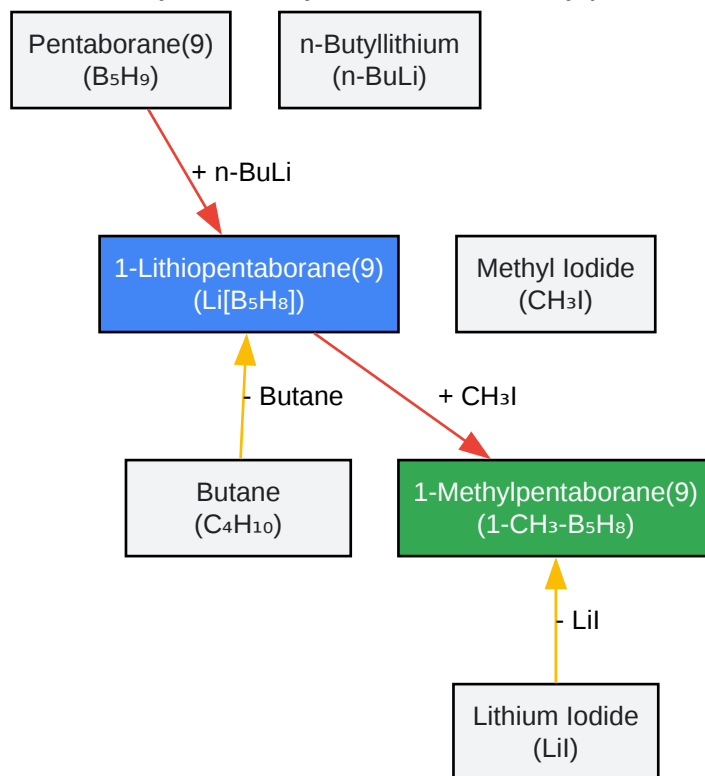 Pentaborane(9)
(B₅H₉)
n-Butyllithium
(n-BuLi)
+ n-BuLi
1-Lithiopentaborane(9)
(Li[B₅H₈])
Methyl Iodide
(CH₃I)
- Butane
+ CH₃I
Butane
(C₄H₁₀)
1-Methylpentaborane(9)
(1-CH₃-B₅H₈)
- LiI
Lithium Iodide
(LiI)